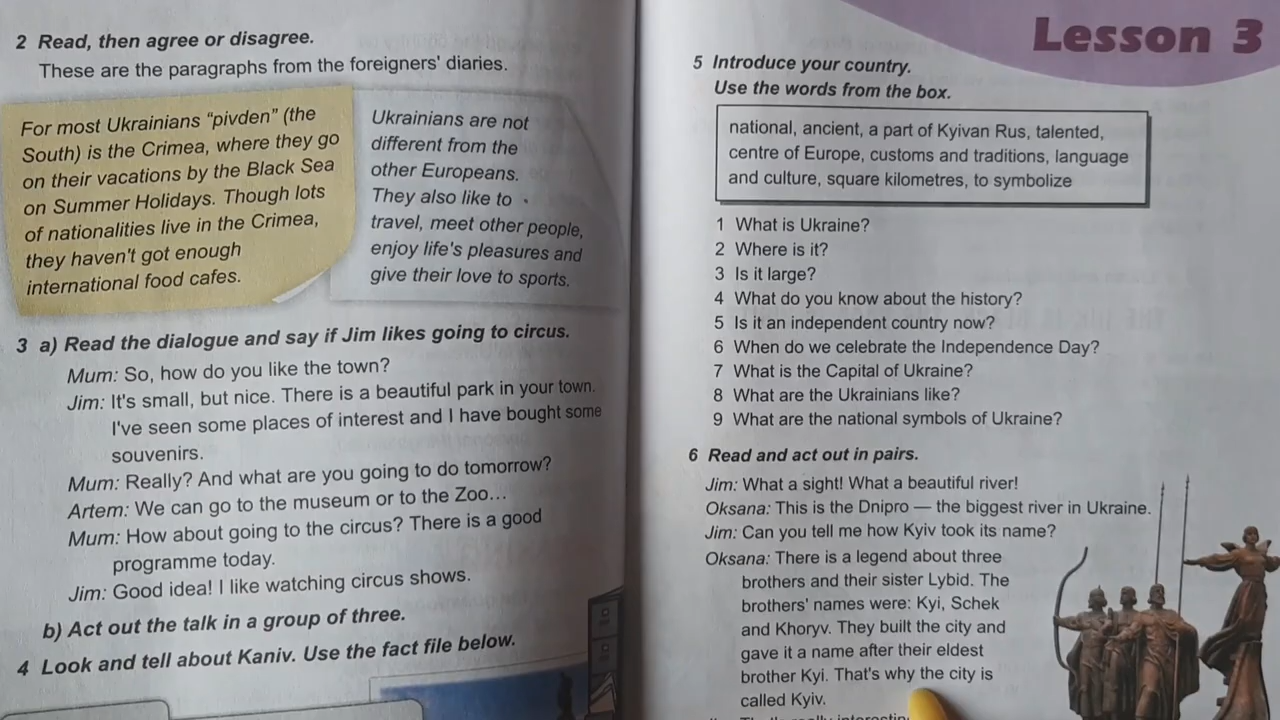 2 Read, then agree or disagree.
These are the paragraphs from the foreigners' diaries.
For most Ukrainians “pivden” (the
South) is the Crimea, where they go
on their vacations by the Black Sea
on Summer Holidays. Though lots
of nationalities live in the Crimea,
they haven't got enough
international food cafes.
Ukrainians are not
different from the
other Europeans.
They also like to
travel, meet other people,
enjoy life's pleasures and
give their love to sports.
3 a) Read the dialogue and say if Jim likes going to circus.
Mum: So, how do you like the town?
Jim: It's small, but nice. There is a beautiful park in your town.
I've seen some places of interest and I have bought some
souvenirs.
Mum: Really? And what are you going to do tomorrow?
Artem: We can go to the museum or to the Zoo...
Mum: How about going to the circus? There is a good
programme today.
Jim: Good idea! I like watching circus shows.
b) Act out the talk in a group of three.
4 Look and tell about Kaniv. Use the fact file below.
Lesson 3
5 Introduce your country.
Use the words from the box.
national, ancient, a part of Kyivan Rus, talented,
centre of Europe, customs and traditions, language
and culture, square kilometres, to symbolize
1 What is Ukraine?
2 Where is it?
3 Is it large?
4 What do you know about the history?
5 Is it an independent country now?
6 When do we celebrate the Independence Day?
7 What is the Capital of Ukraine?
8 What are the Ukrainians like?
9 What are the national symbols of Ukraine?
6 Read and act out in pairs.
Jim: What a sight! What a beautiful river!
Oksana: This is the Dnipro — the biggest river in Ukraine.
Jim: Can you tell me how Kyiv took its name?
Oksana: There is a legend about three
brothers and their sister Lybid. The
brothers' names were: Kyi, Schek
and Khoryv. They built the city and
gave it a name after their eldest
brother Kyi. That's why the city is
called Kyiv.